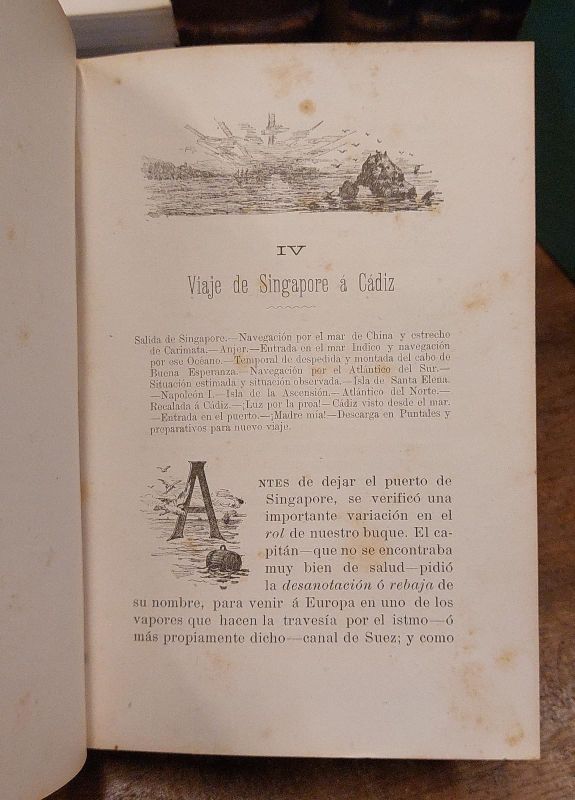 IV
Viaje de Singapore á Cádiz
Salida de Singapore.—Navegación por el mar de China y estrecho
de Carimata.—Anjer.—Entrada en el mar Indico y navegación
por ese Océano.—Temporal de despedida y montada del cabo de
Buena Esperanza.—Navegación por el Atlántico del Sur.—
Situación estimada y situación observada.—Isla de Santa Elena.
—Napoleón I.—Isla de la Ascensión.—Atlántico del Norte.—
Recalada á Cádiz.—¡Luz por la proa!—Cádiz visto desde el mar.
—Entrada en el puerto.—¡Madre mía!—Descarga en Puntales y
preparativos para nuevo viaje.
ANTES de dejar el puerto de
Singapore, se verificó una
importante variación en el
rol de nuestro buque. El ca-
pitán—que no se encontraba
muy bien de salud—pidió
la desanotación ó rebaja de
su nombre, para venir á Europa en uno de los
vapores que hacen la travesía por el istmo—ó
más propiamente dicho—canal de Suez; y como